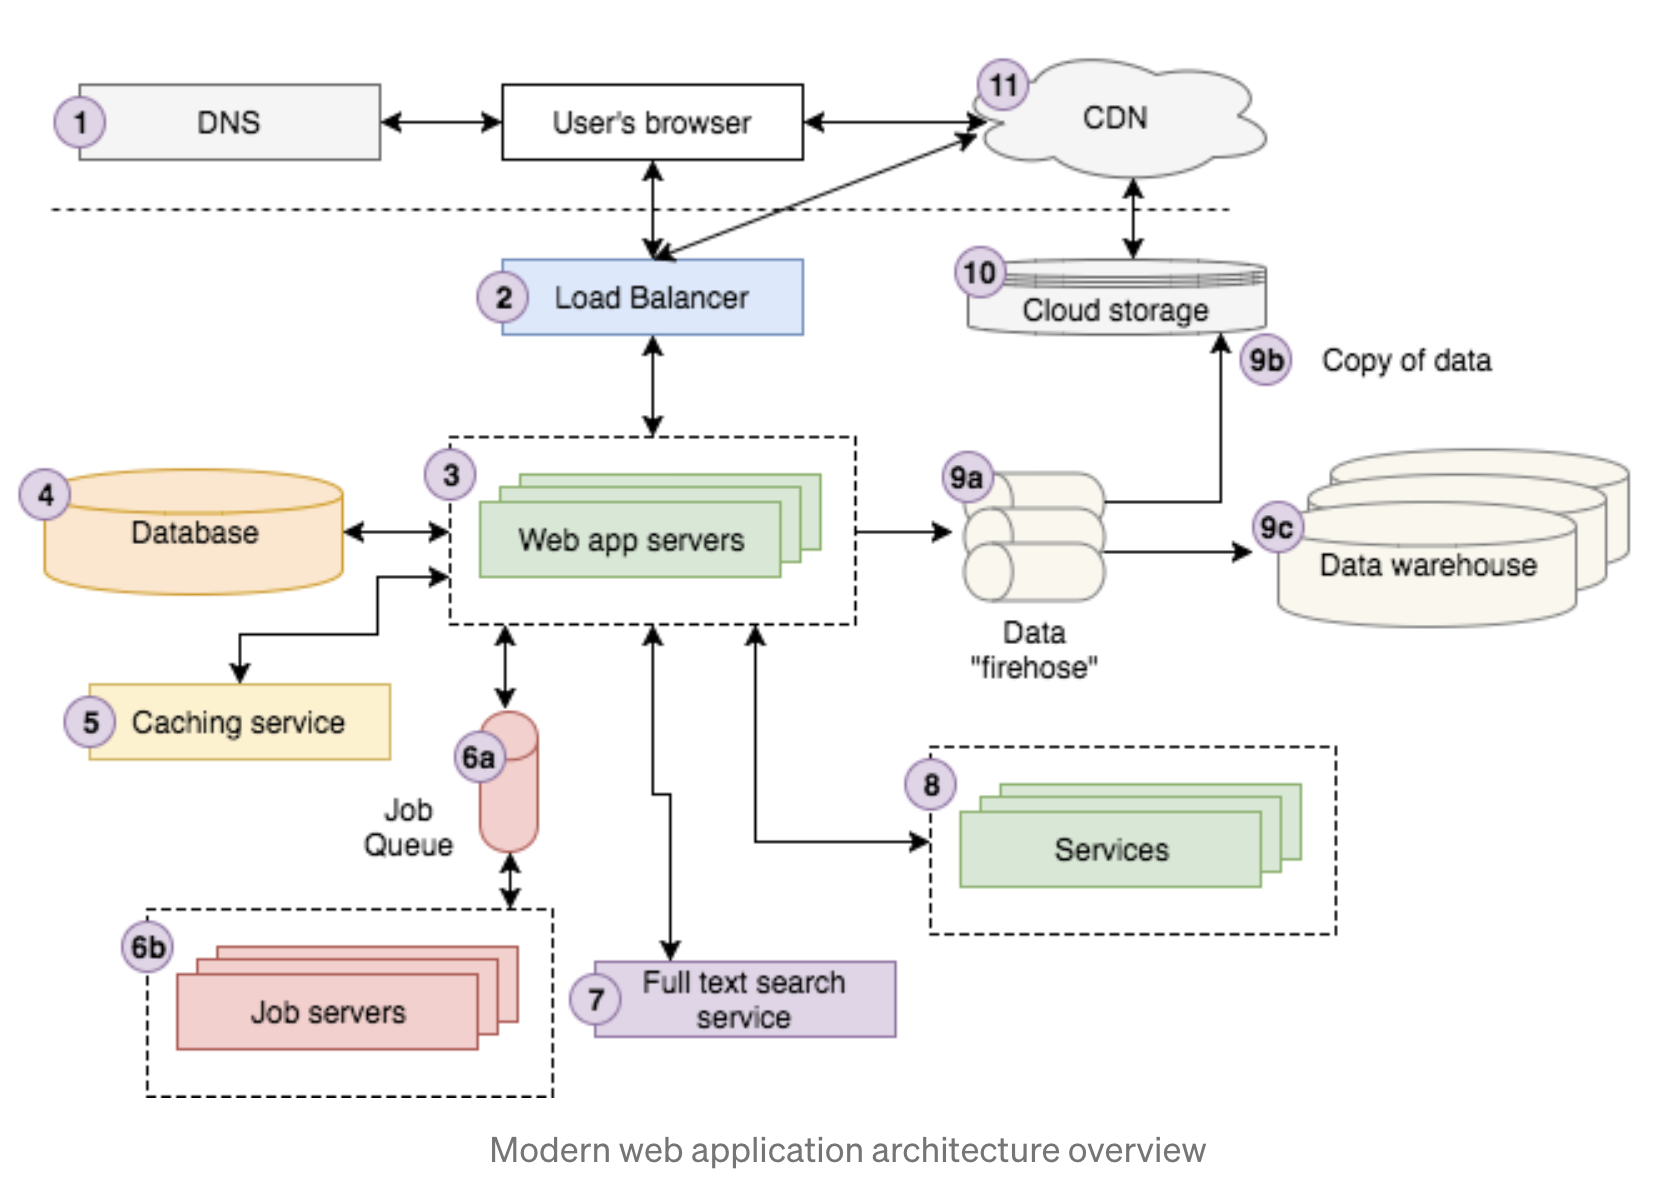 1
DNS
User's browser
11
CDN
2
Load Balancer
10
Cloud storage
9b
Copy of data
3
Web app servers
4
Database
9a
Data
"firehose"
9c
Data warehouse
5
Caching service
6a
Job
Queue
8
Services
6b
Job servers
7
Full text search
service
Modern web application architecture overview